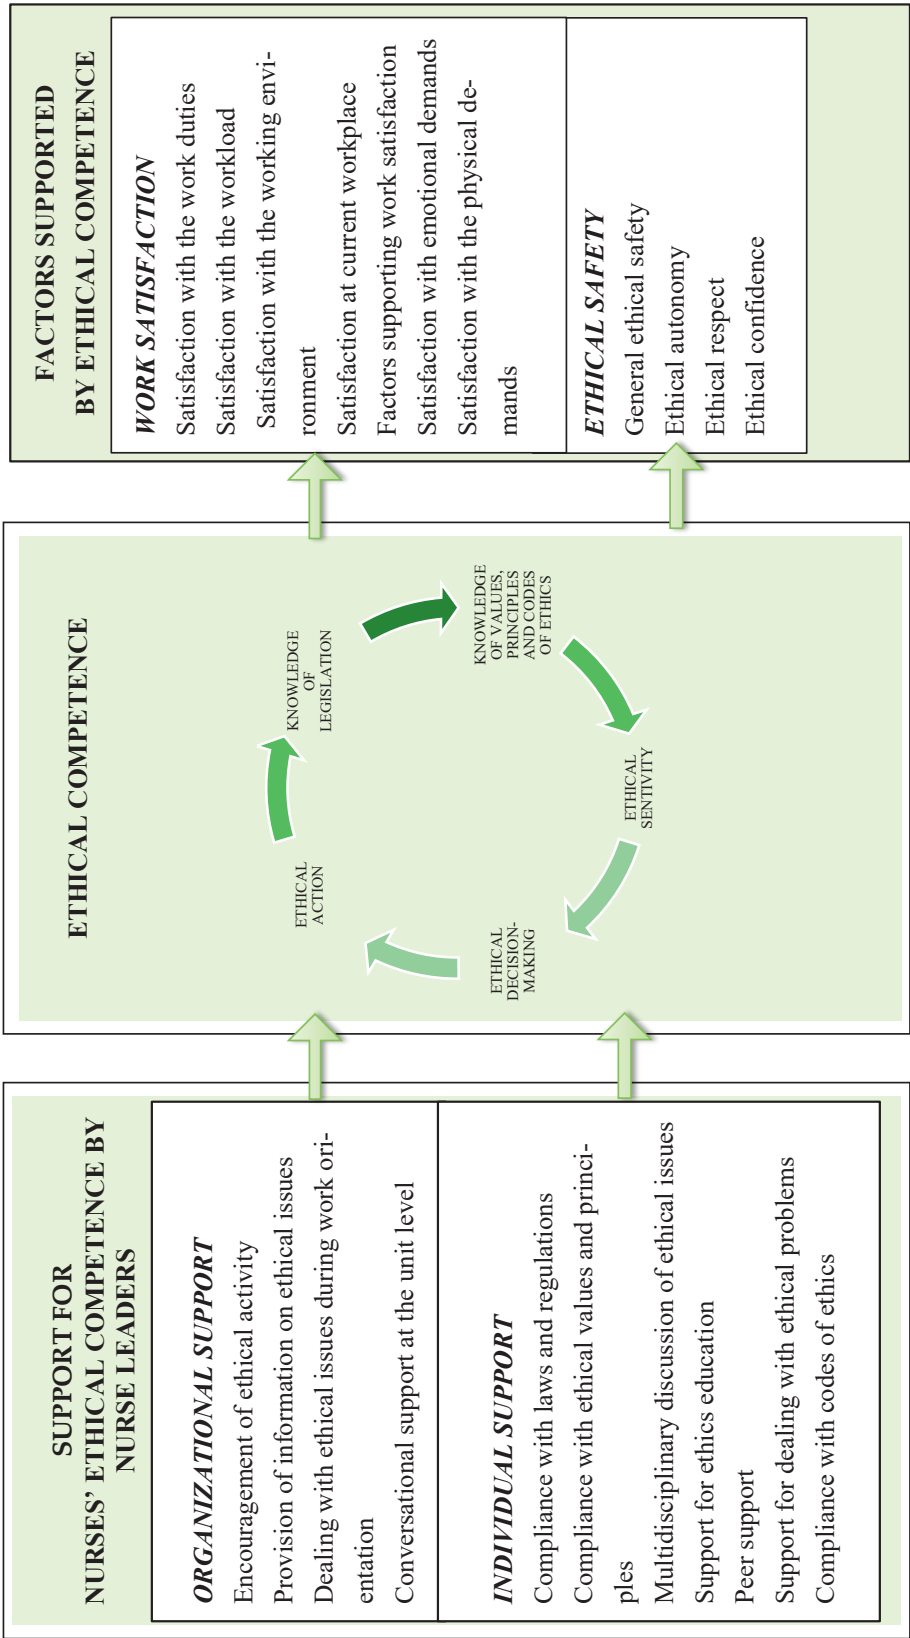 SUPPORT FOR
NURSES’ ETHICAL COMPETENCE BY
NURSE LEADERS
ORGANIZATIONAL SUPPORT
Encouragement of ethical activity
Provision of information on ethical issues
Dealing with ethical issues during work ori-
entation
Conversational support at the unit level
INDIVIDUAL SUPPORT
Compliance with laws and regulations
Compliance with ethical values and princi-
ples
Multidisciplinary discussion of ethical issues
Support for ethics education
Peer support
Support for dealing with ethical problems
Compliance with codes of ethics
ETHICAL COMPETENCE
KNOWLEDGE
OF
LEGISLATION
KNOWLEDGE
OF VALUES,
PRINCIPLES
AND CODES
OF ETHICS
ETHICAL
SENTIVITY
ETHICAL
DECISION-
MAKING
ETHICAL
ACTION
FACTORS SUPPORTED
BY ETHICAL COMPETENCE
WORK SATISFACTION
Satisfaction with the work duties
Satisfaction with the workload
Satisfaction with the working envi-
ronment
Satisfaction at current workplace
Factors supporting work satisfaction
Satisfaction with emotional demands
Satisfaction with the physical de-
mands
ETHICAL SAFETY
General ethical safety
Ethical autonomy
Ethical respect
Ethical confidence